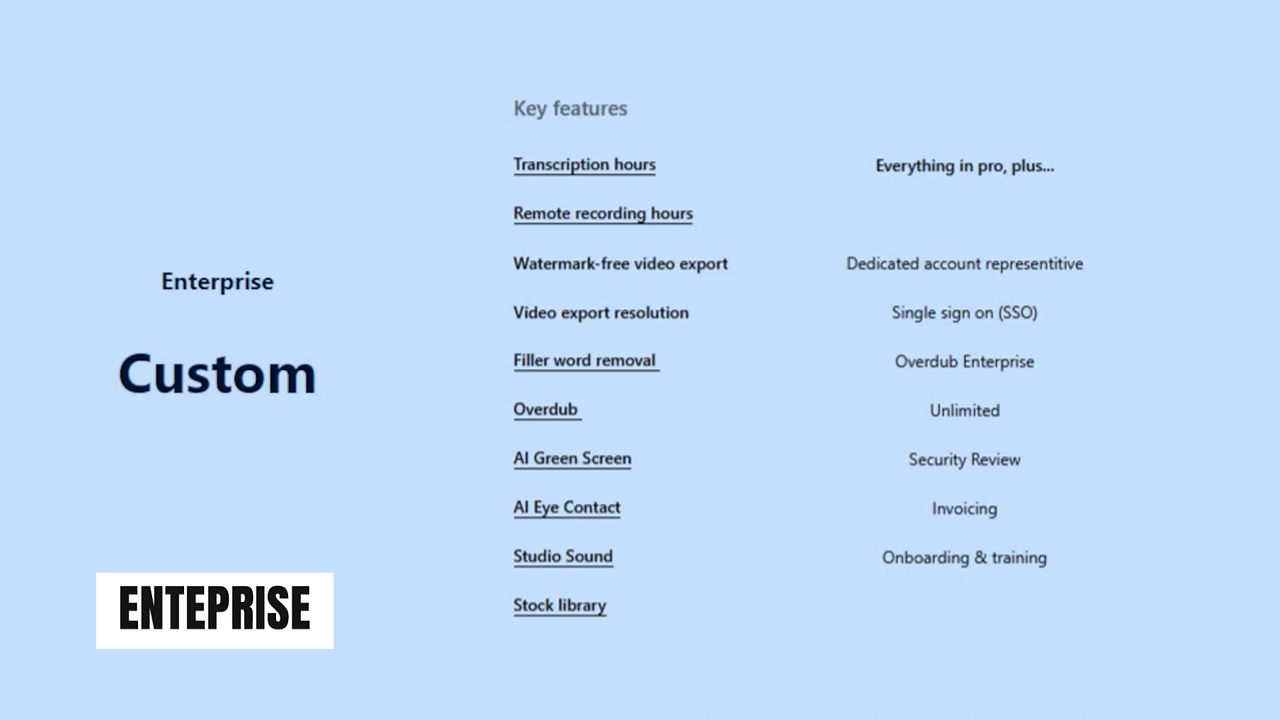 Key features
Transcription hours
Everything in pro, plus...
Remote recording hours
Watermark-free video export
Dedicated account representitive
Enterprise
Video export resolution
Single sign on (SSO)
Custom
Filler word removal
Overdub Enterprise
Overdub
Unlimited
AI Green Screen
Security Review
AI Eye Contact
Invoicing
Studio Sound
Onboarding & training
Stock library
ENTEPRISE